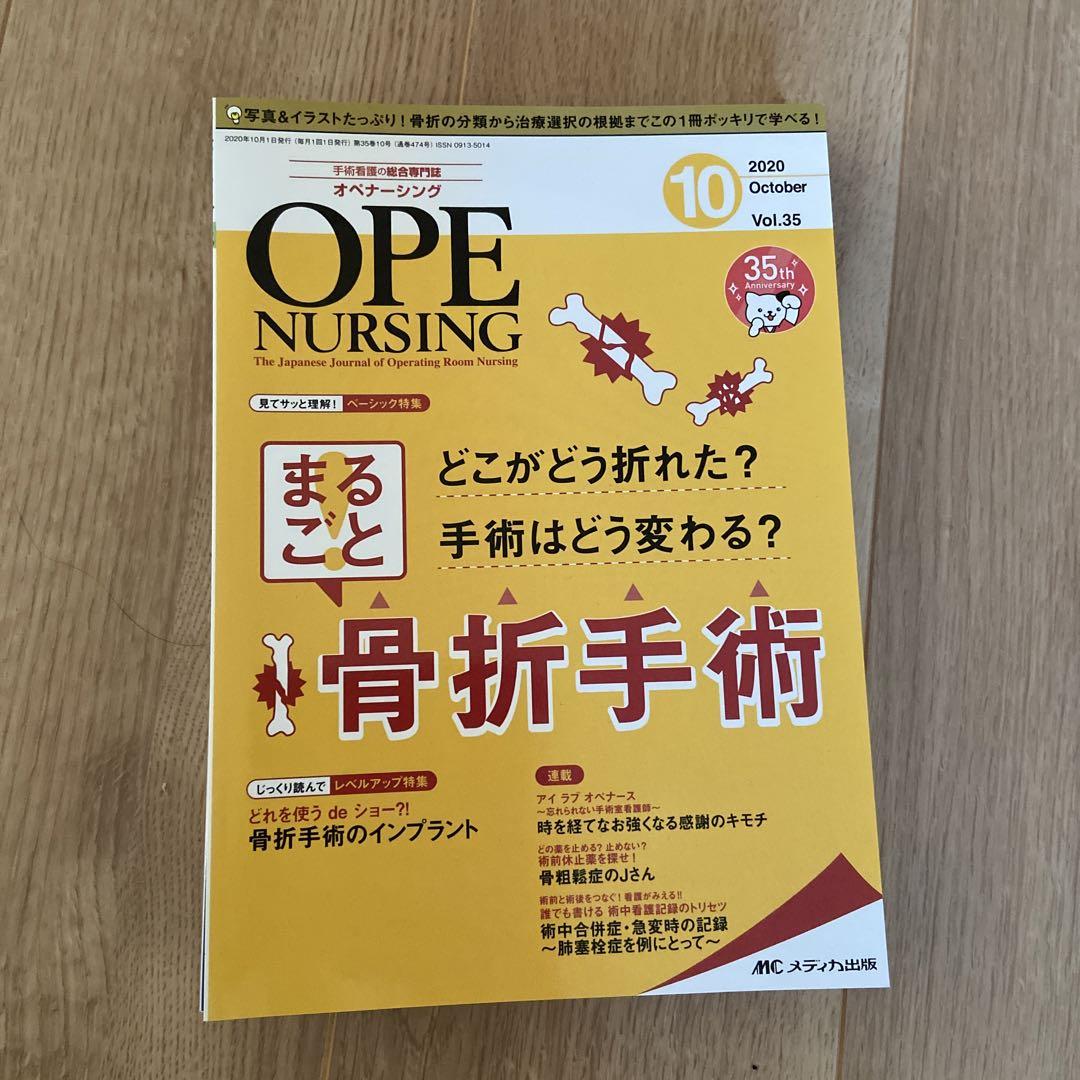 写真&イラストたっぷり!骨折の分類から治療選択の根拠までこの1冊ポッキリで学べる!
2020年10月1日発行(毎月1回1日発行)第35巻10号(通巻474号)ISSN 0913-5014
手術看護の総合専門誌
オペナーシング
OPE
NURSING
The Japanese Journal of Operating Room Nursing
10
2020
October
Vol.35
35th
Anniversary
見てサッと理解! ベーシック特集
まる
ごと
!
どこがどう折れた?
手術はどう変わる?
骨折手術
じっくり読んで レベルアップ特集
どれを使う de ショー?!
骨折手術のインプラント
連載
アイ ラブ オペナース
〜忘れられない手術室看護師〜
時を経てなお強くなる感謝のキモチ
どの薬を止める?止めない?
術前休止薬を探せ!
骨粗鬆症のJさん
術前と術後をつなぐ!看護がみえる!!
誰でも書ける 術中看護記録のトリセツ
術中合併症・急変時の記録
〜肺塞栓症を例にとって〜
MC メディカ出版